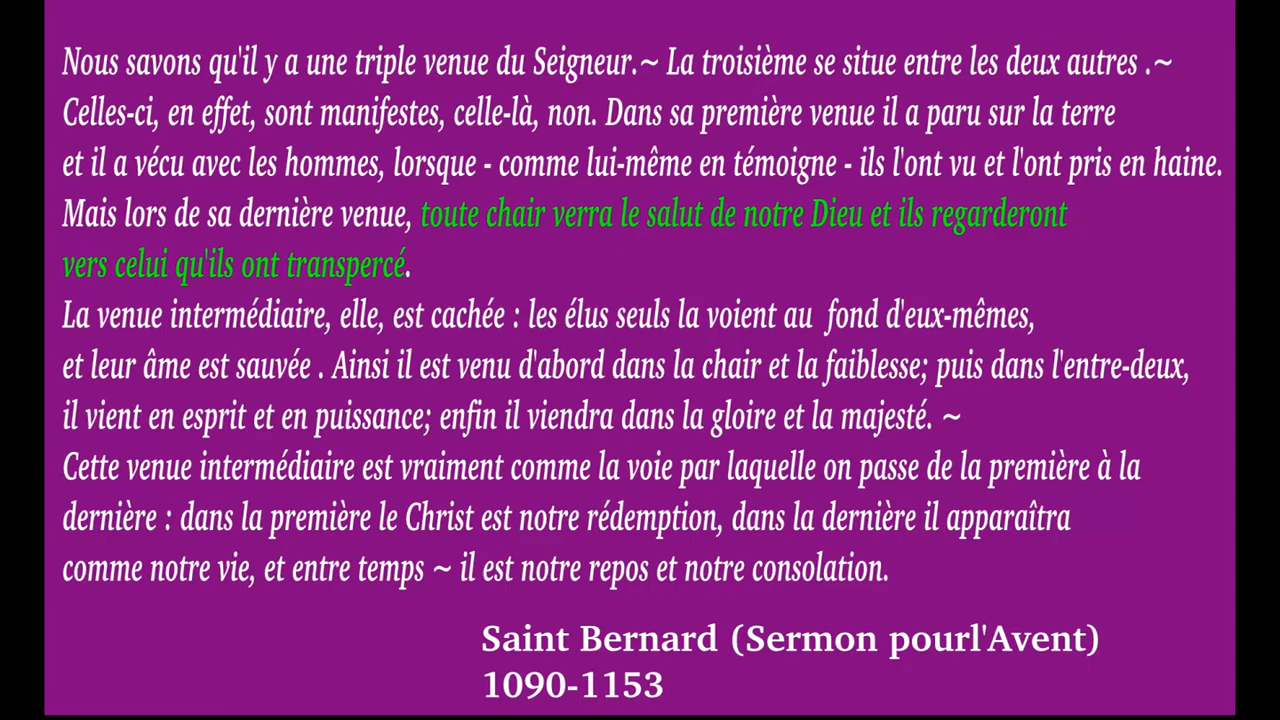 Nous savons qu'il y a une triple venue du Seigneur.~ La troisième se situe entre les deux autres .~
Celles-ci, en effet, sont manifestes, celle-là, non. Dans sa première venue il a paru sur la terre
et il a vécu avec les hommes, lorsque - comme lui-même en témoigne - ils l'ont vu et l'ont pris en haine.
Mais lors de sa dernière venue, toute chair verra le salut de notre Dieu et ils regarderont
vers celui qu'ils ont transpercé.
La venue intermédiaire, elle, est cachée : les élus seuls la voient au  fond d'eux-mêmes,
et leur âme est sauvée . Ainsi il est venu d'abord dans la chair et la faiblesse; puis dans l'entre-deux,
il vient en esprit et en puissance; enfin il viendra dans la gloire et la majesté. ~
Cette venue intermédiaire est vraiment comme la voie par laquelle on passe de la première à la
dernière : dans la première le Christ est notre rédemption, dans la dernière il apparaîtra
comme notre vie, et entre temps ~ il est notre repos et notre consolation.
Saint Bernard (Sermon pourl'Avent)
1090-1153